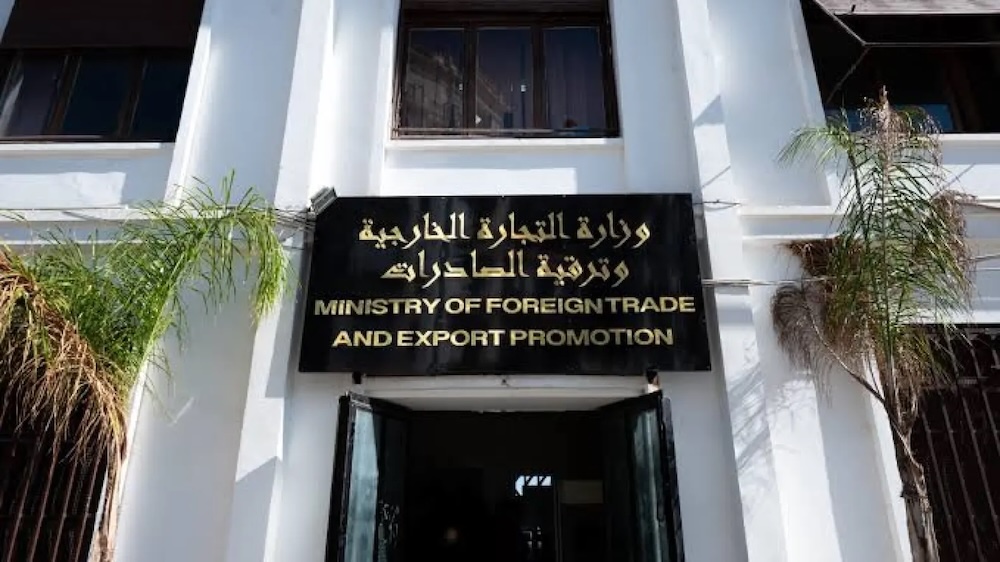 وزارة التجارة الخارجية
وترقية الصادرات
MINISTRY OF FOREIGN TRADE
AND EXPORT PROMOTION